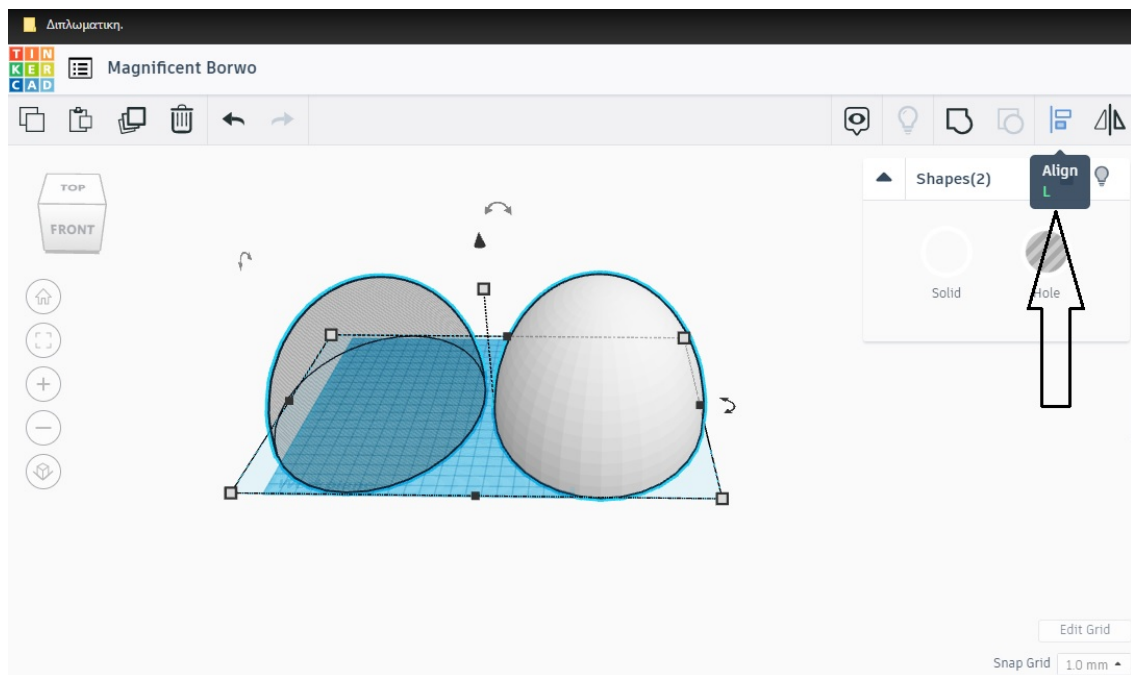 Διπλωματικη.
TIN
KER
CAD
Magnificent Borwo
TOP
FRONT
Shapes(2)
Align
L
Solid
Hole
Edit Grid
Snap Grid 1.0 mm